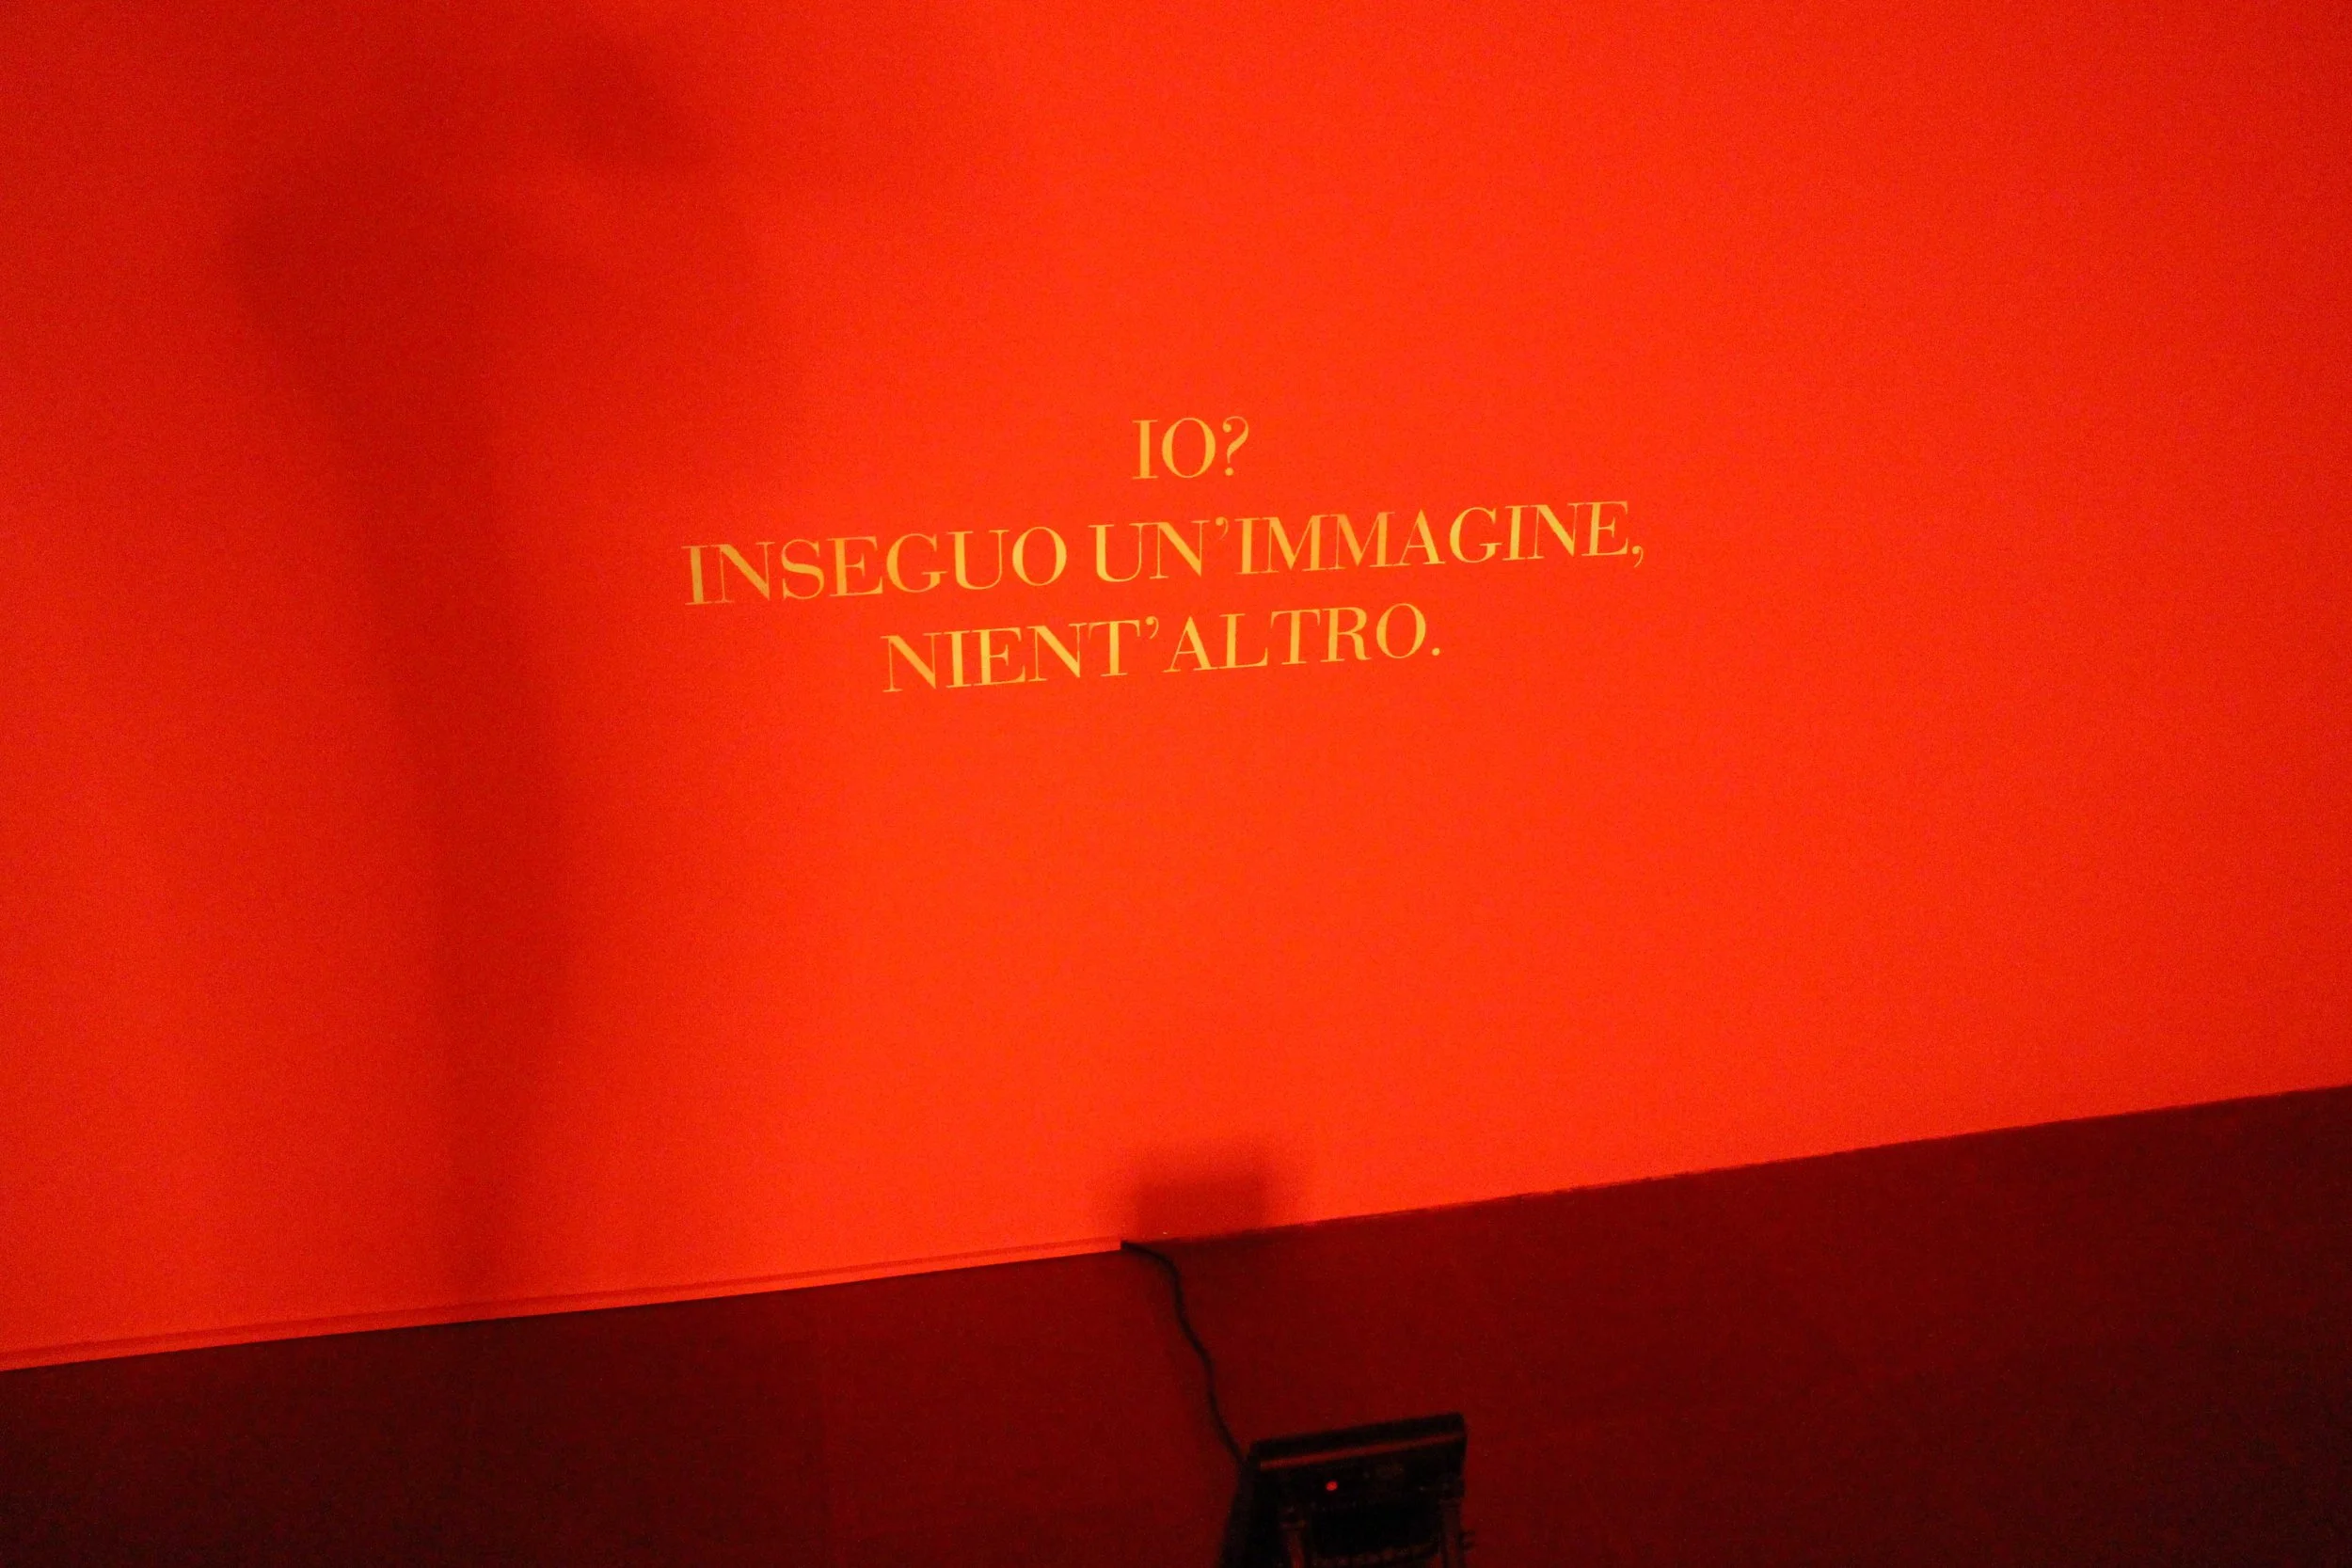 IO?
INSEGUO UN’IMMAGINE,
NIENT’ALTRO.